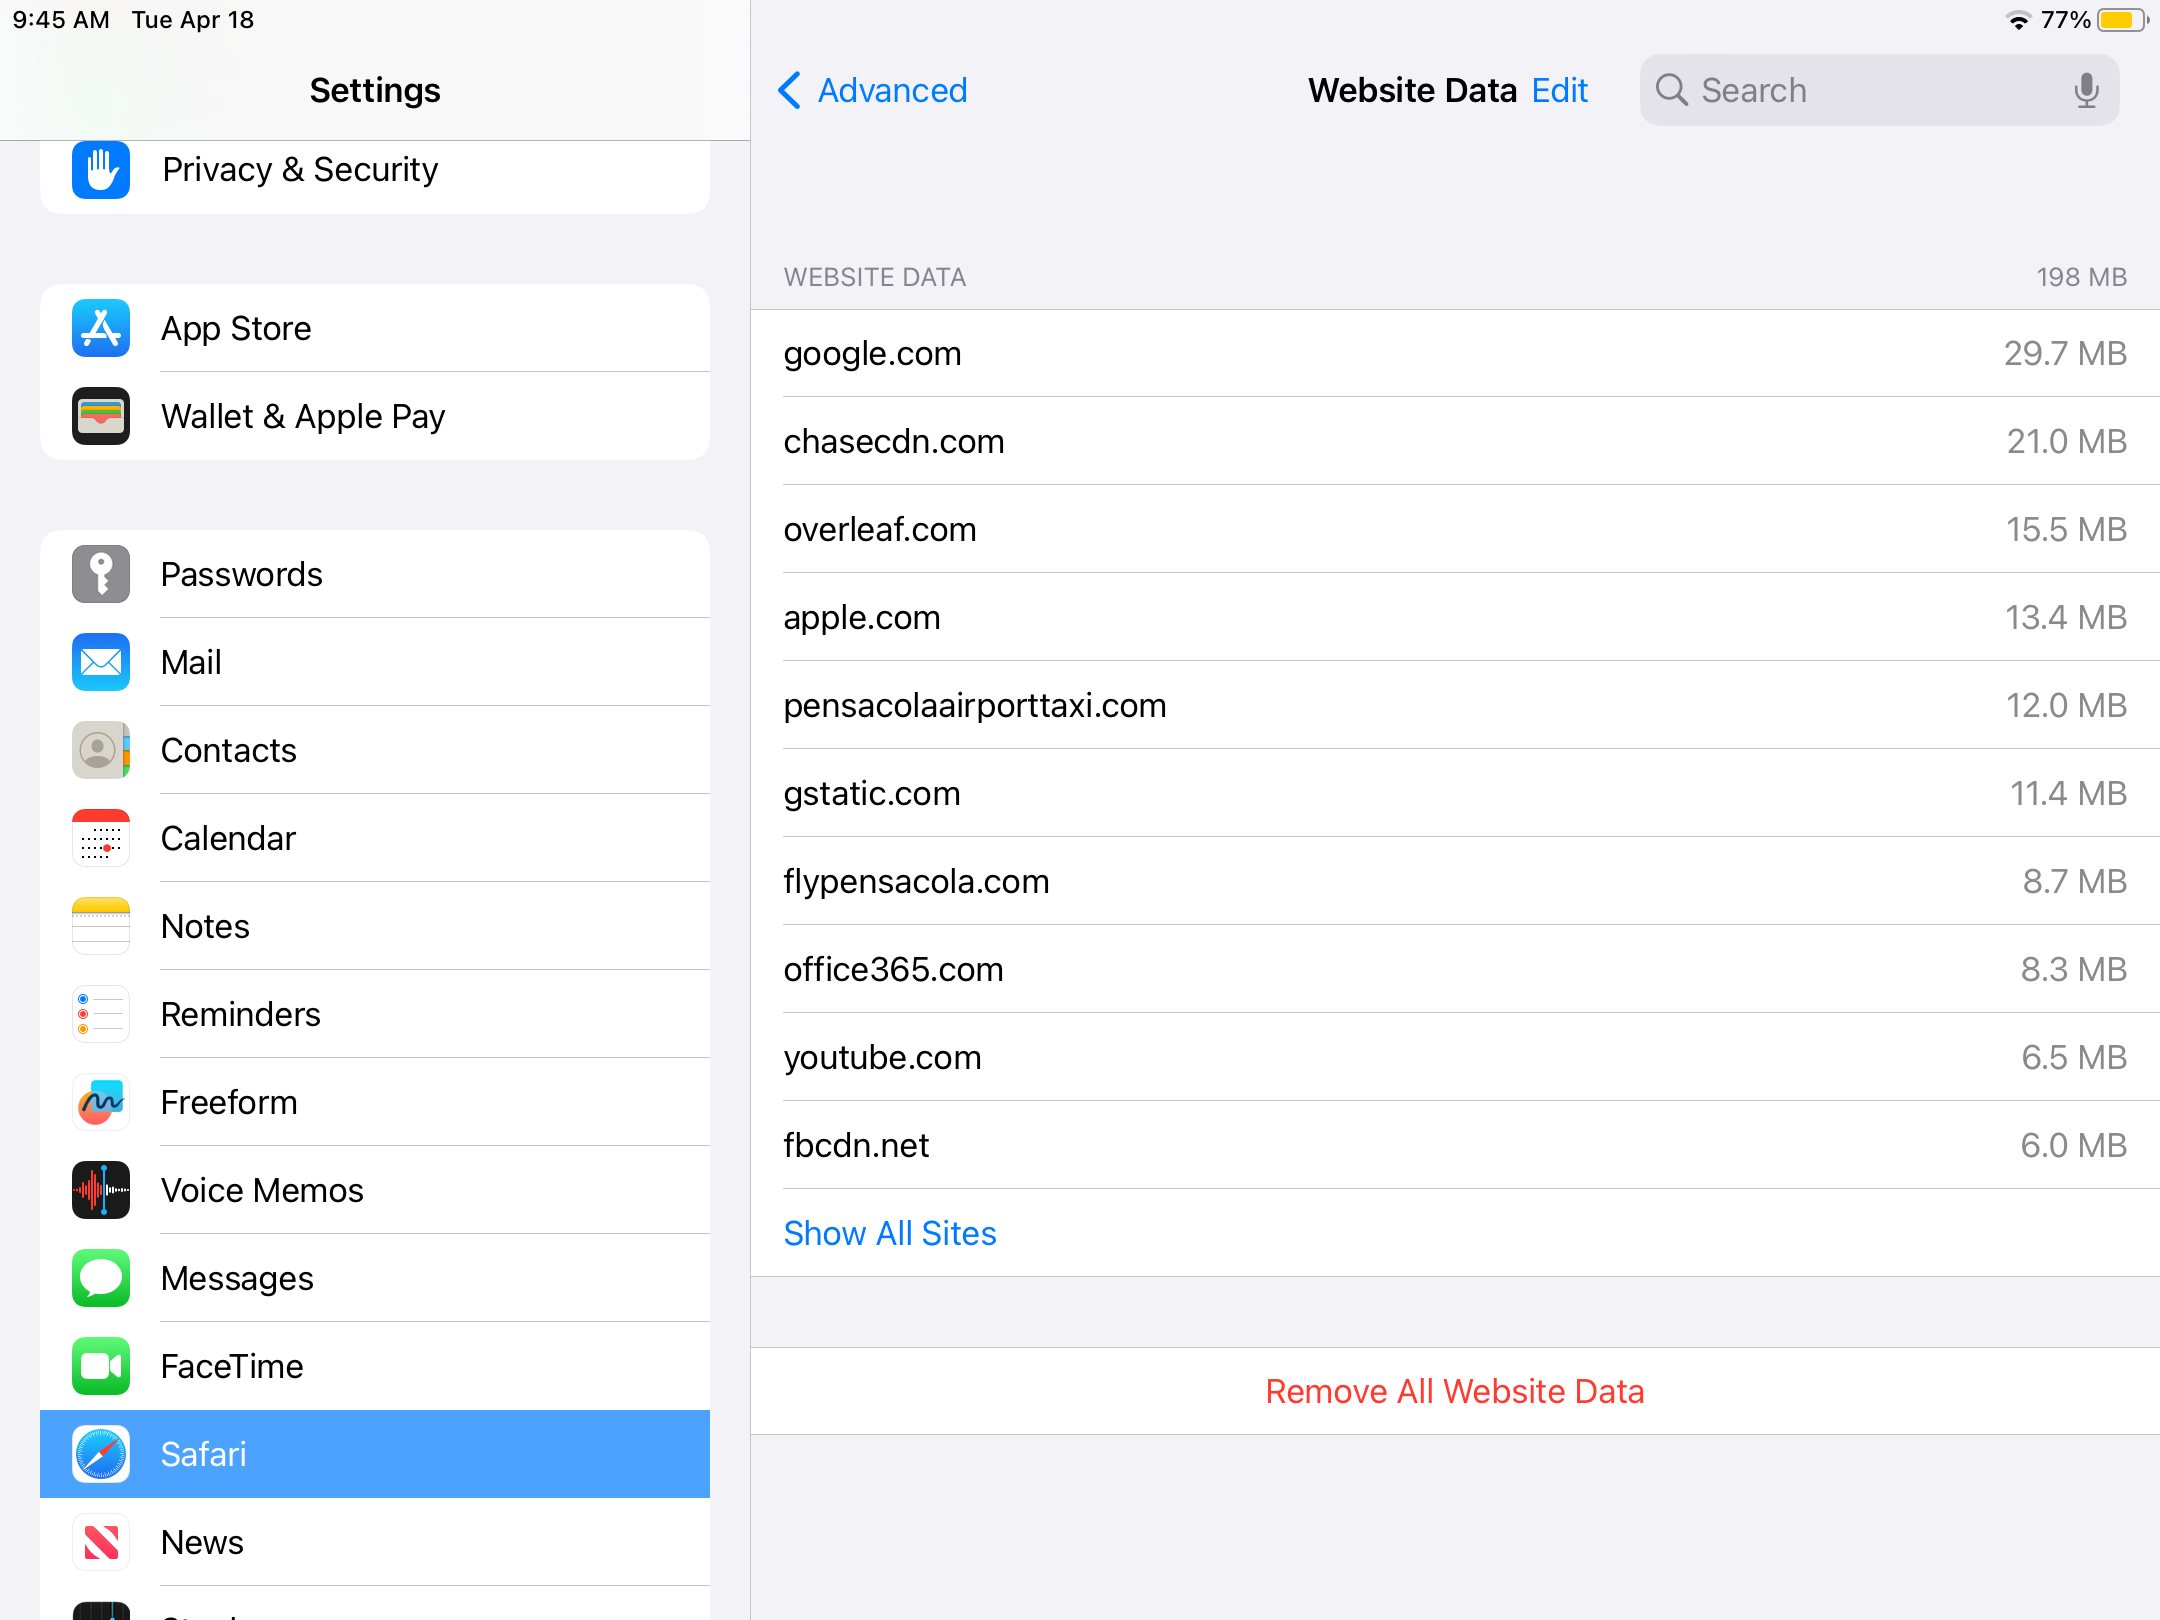 9:45 AM Tue Apr 18
77%
Settings
Privacy & Security
App Store
Wallet & Apple Pay
Passwords
Mail
Contacts
Calendar
Notes
Reminders
Freeform
Voice Memos
Messages
FaceTime
Safari
News
Advanced
Website Data Edit
Search
WEBSITE DATA 198 MB
google.com 29.7 MB
chasecdn.com 21.0 MB
overleaf.com 15.5 MB
apple.com 13.4 MB
pensacolaairporttaxi.com 12.0 MB
gstatic.com 11.4 MB
flypensacola.com 8.7 MB
office365.com 8.3 MB
youtube.com 6.5 MB
fbcdn.net 6.0 MB
Show All Sites
Remove All Website Data